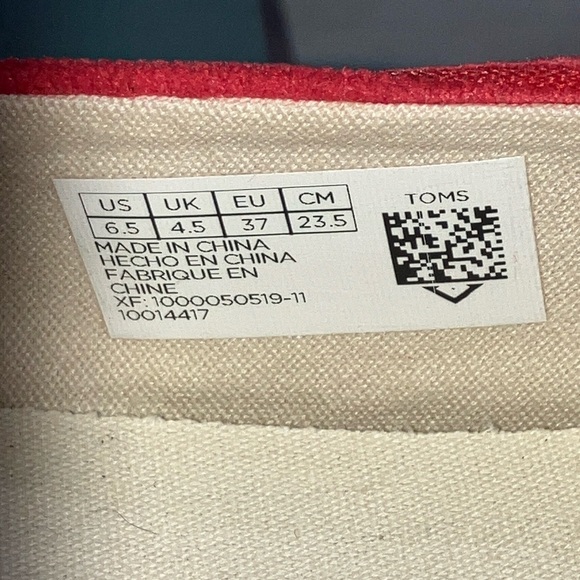 US UK EU CM
6.5 4.5 37 23.5
MADE IN CHINA
HECHO EN CHINA
FABRIQUE EN
CHINE
XF: 1000050519-11
10014417
TOMS